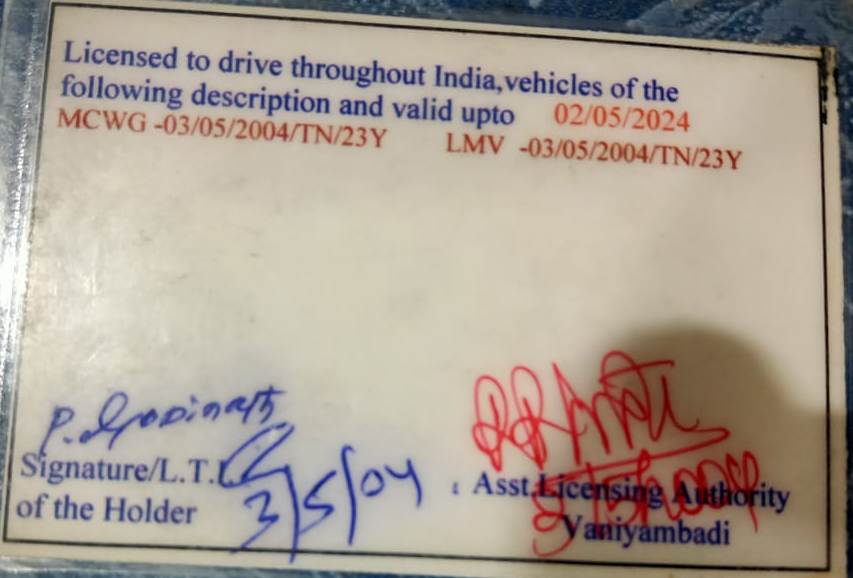 Licensed to drive throughout India,vehicles of the
following description and valid upto 02/05/2024
MCWG -03/05/2004/TN/23Y LMV -03/05/2004/TN/23Y
P. Gopinath
Signature/L.T.I
of the Holder
3/5/04
Asst.Licensing Authority
Vaniyambadi